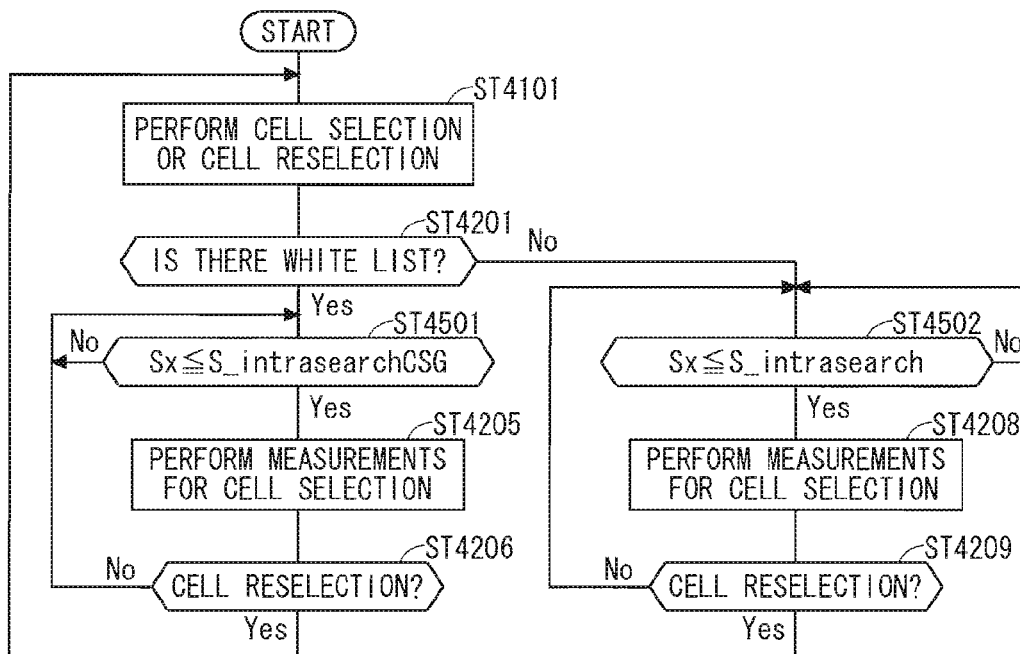 START
ST4101
PERFORM CELL SELECTION
OR CELL RESELECTION
ST4201
IS THERE WHITE LIST?
No
Yes
ST4501
No
Sx≦S_intrasearchCSG
Yes
ST4205
PERFORM MEASUREMENTS
FOR CELL SELECTION
ST4206
No
CELL RESELECTION?
Yes
ST4502
Sx≦S_intrasearch
No
Yes
ST4208
PERFORM MEASUREMENTS
FOR CELL SELECTION
ST4209
No
CELL RESELECTION?
Yes